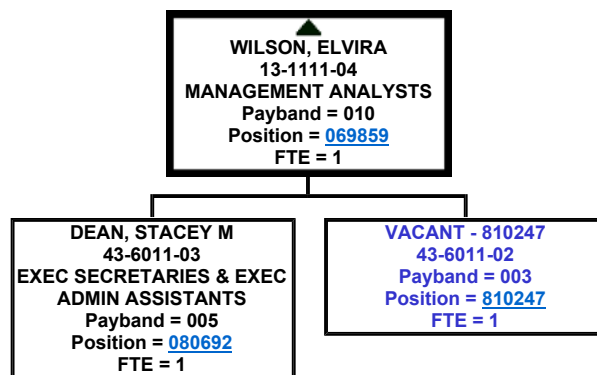 WILSON, ELVIRA
13-1111-04
MANAGEMENT ANALYSTS
Payband = 010
Position = 069859
FTE = 1
DEAN, STACEY M
43-6011-03
EXEC SECRETARIES & EXEC
ADMIN ASSISTANTS
Payband = 005
Position = 080692
FTE = 1
VACANT - 810247
43-6011-02
Payband = 003
Position = 810247
FTE = 1